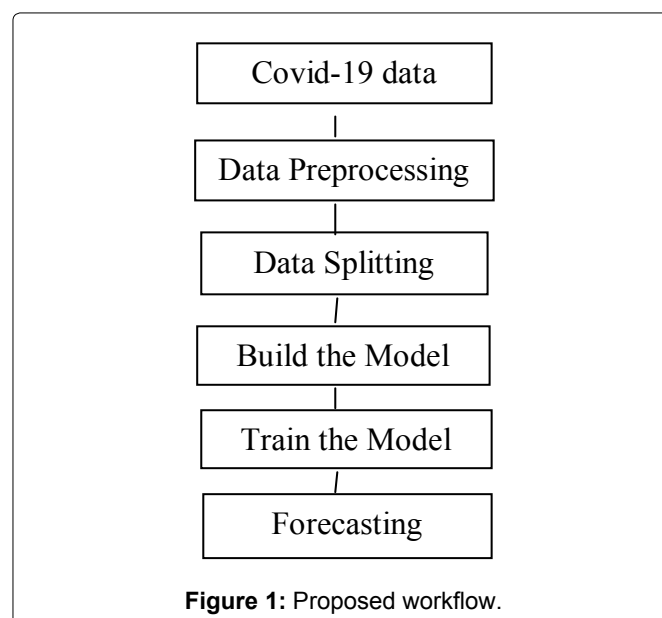 Covid-19 data
Data Preprocessing
Data Splitting
Build the Model
Train the Model
Forecasting
Figure 1: Proposed workflow.